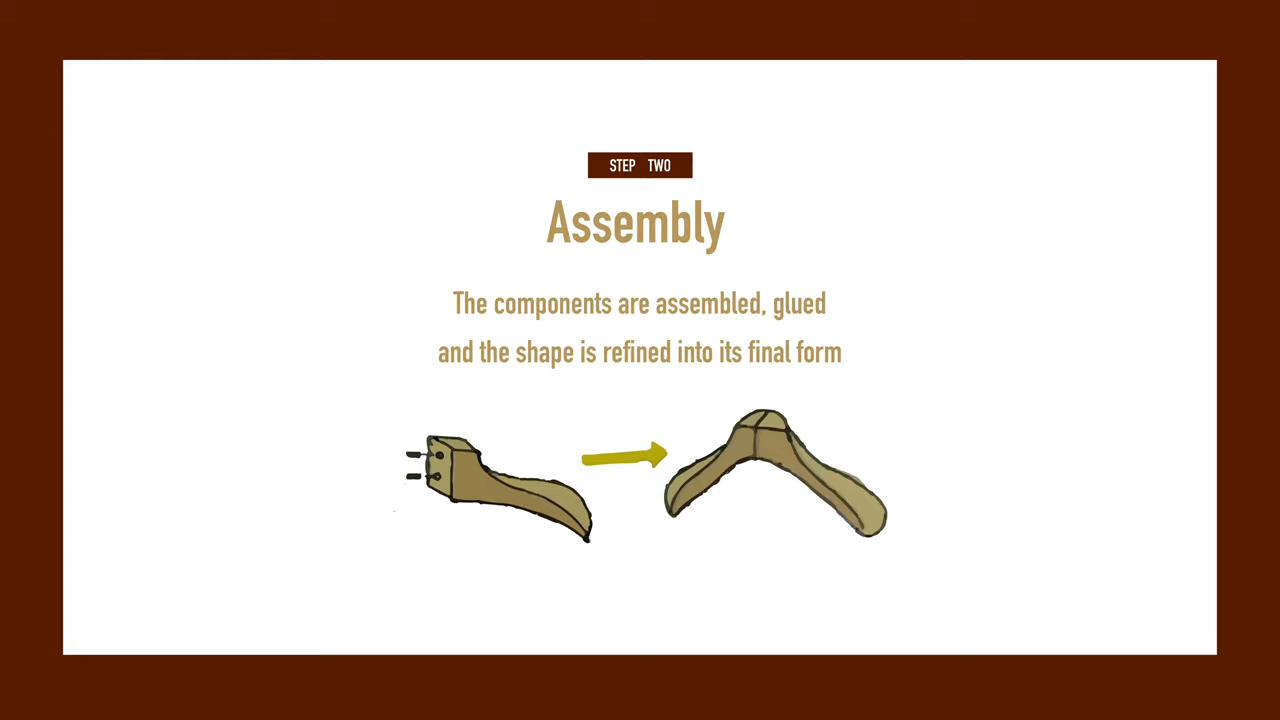 STEP TWO
Assembly
The components are assembled, glued
and the shape is refined into its final form